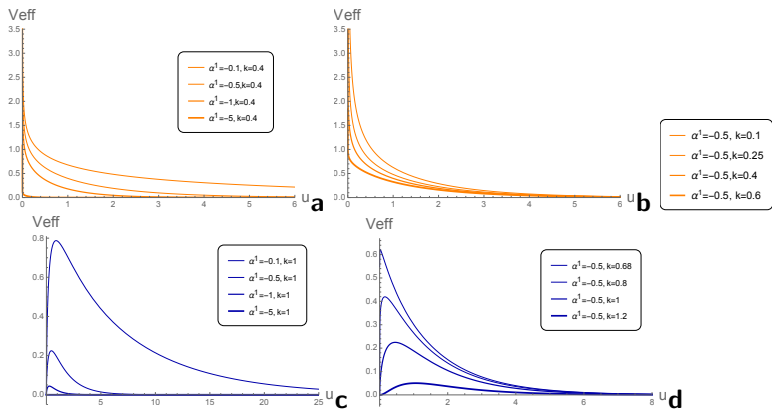 Veff
3.5
3.0
2.5
2.0
1.5
1.0
0.5
0.0
0 1 2 3 4 5 6
u
α¹=-0.1, k=0.4
α¹=-0.5,k=0.4
α¹=-1,k=0.4
α¹=-5, k=0.4
a
Veff
3.5
3.0
2.5
2.0
1.5
1.0
0.5
0.0
0 1 2 3 4 5 6
u
b
α¹=-0.5, k=0.1
α¹=-0.5,k=0.25
α¹=-0.5,k=0.4
α¹=-0.5, k=0.6
Veff
0.8
0.6
0.4
0.2
0.0
1 5 10 15 20 25
u
α¹=-0.1, k=1
α¹=-0.5, k=1
α¹=-1, k=1
α¹=-5, k=1
c
Veff
0.6
0.5
0.4
0.3
0.2
0.1
0.0
0 2 4 6 8
u
α¹=-0.5, k=0.68
α¹=-0.5, k=0.8
α¹=-0.5, k=1
α¹=-0.5, k=1.2
d